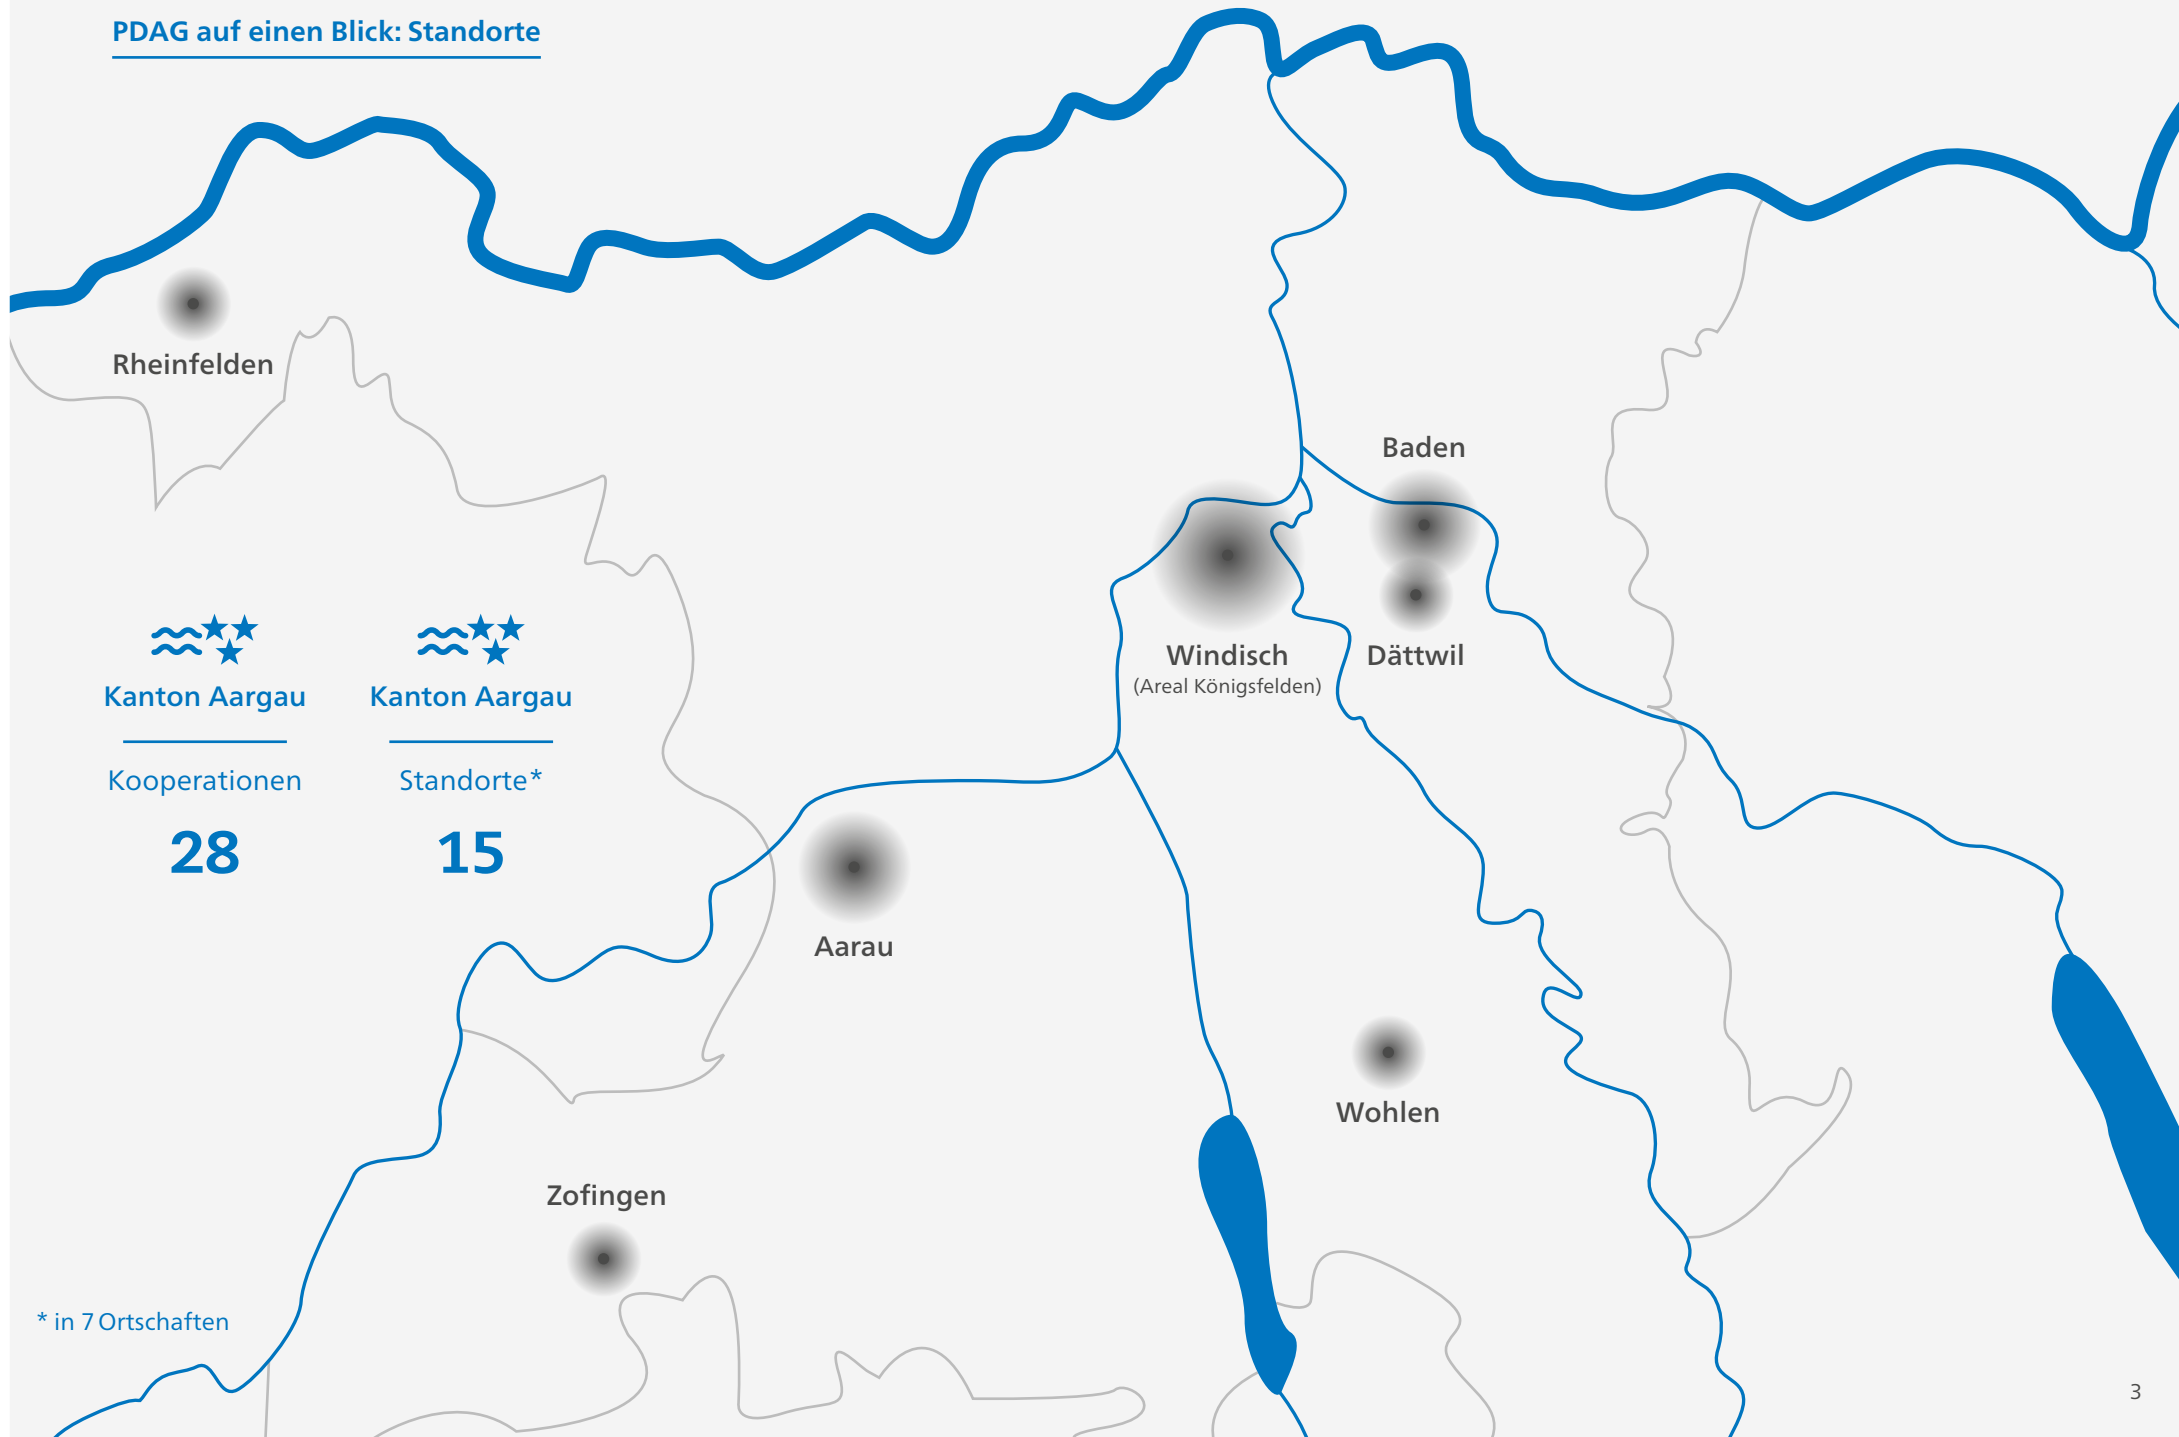 PDAG auf einen Blick: Standorte
Rheinfelden
Baden
Windisch
(Areal Königsfelden)
Dättwil
Kanton Aargau
Kooperationen
28
Kanton Aargau
Standorte*
15
Aarau
Wohlen
Zofingen
* in 7 Ortschaften
3